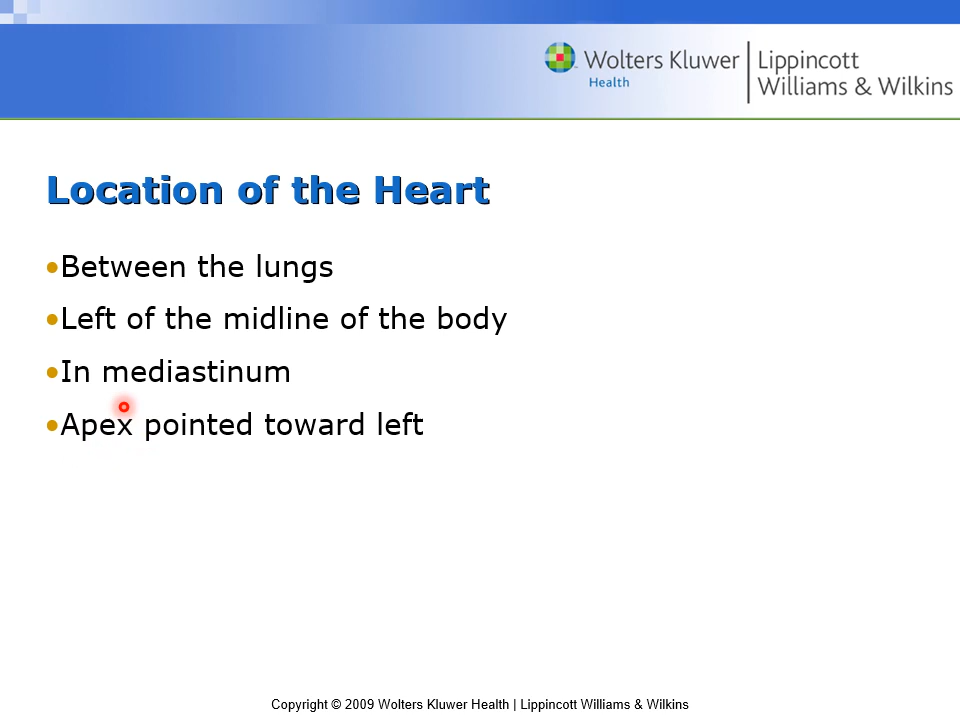 Wolters Kluwer
Health
Lippincott
Williams & Wilkins
Location of the Heart
•Between the lungs
•Left of the midline of the body
•In mediastinum
•Apex pointed toward left
Copyright © 2009 Wolters Kluwer Health | Lippincott Williams & Wilkins